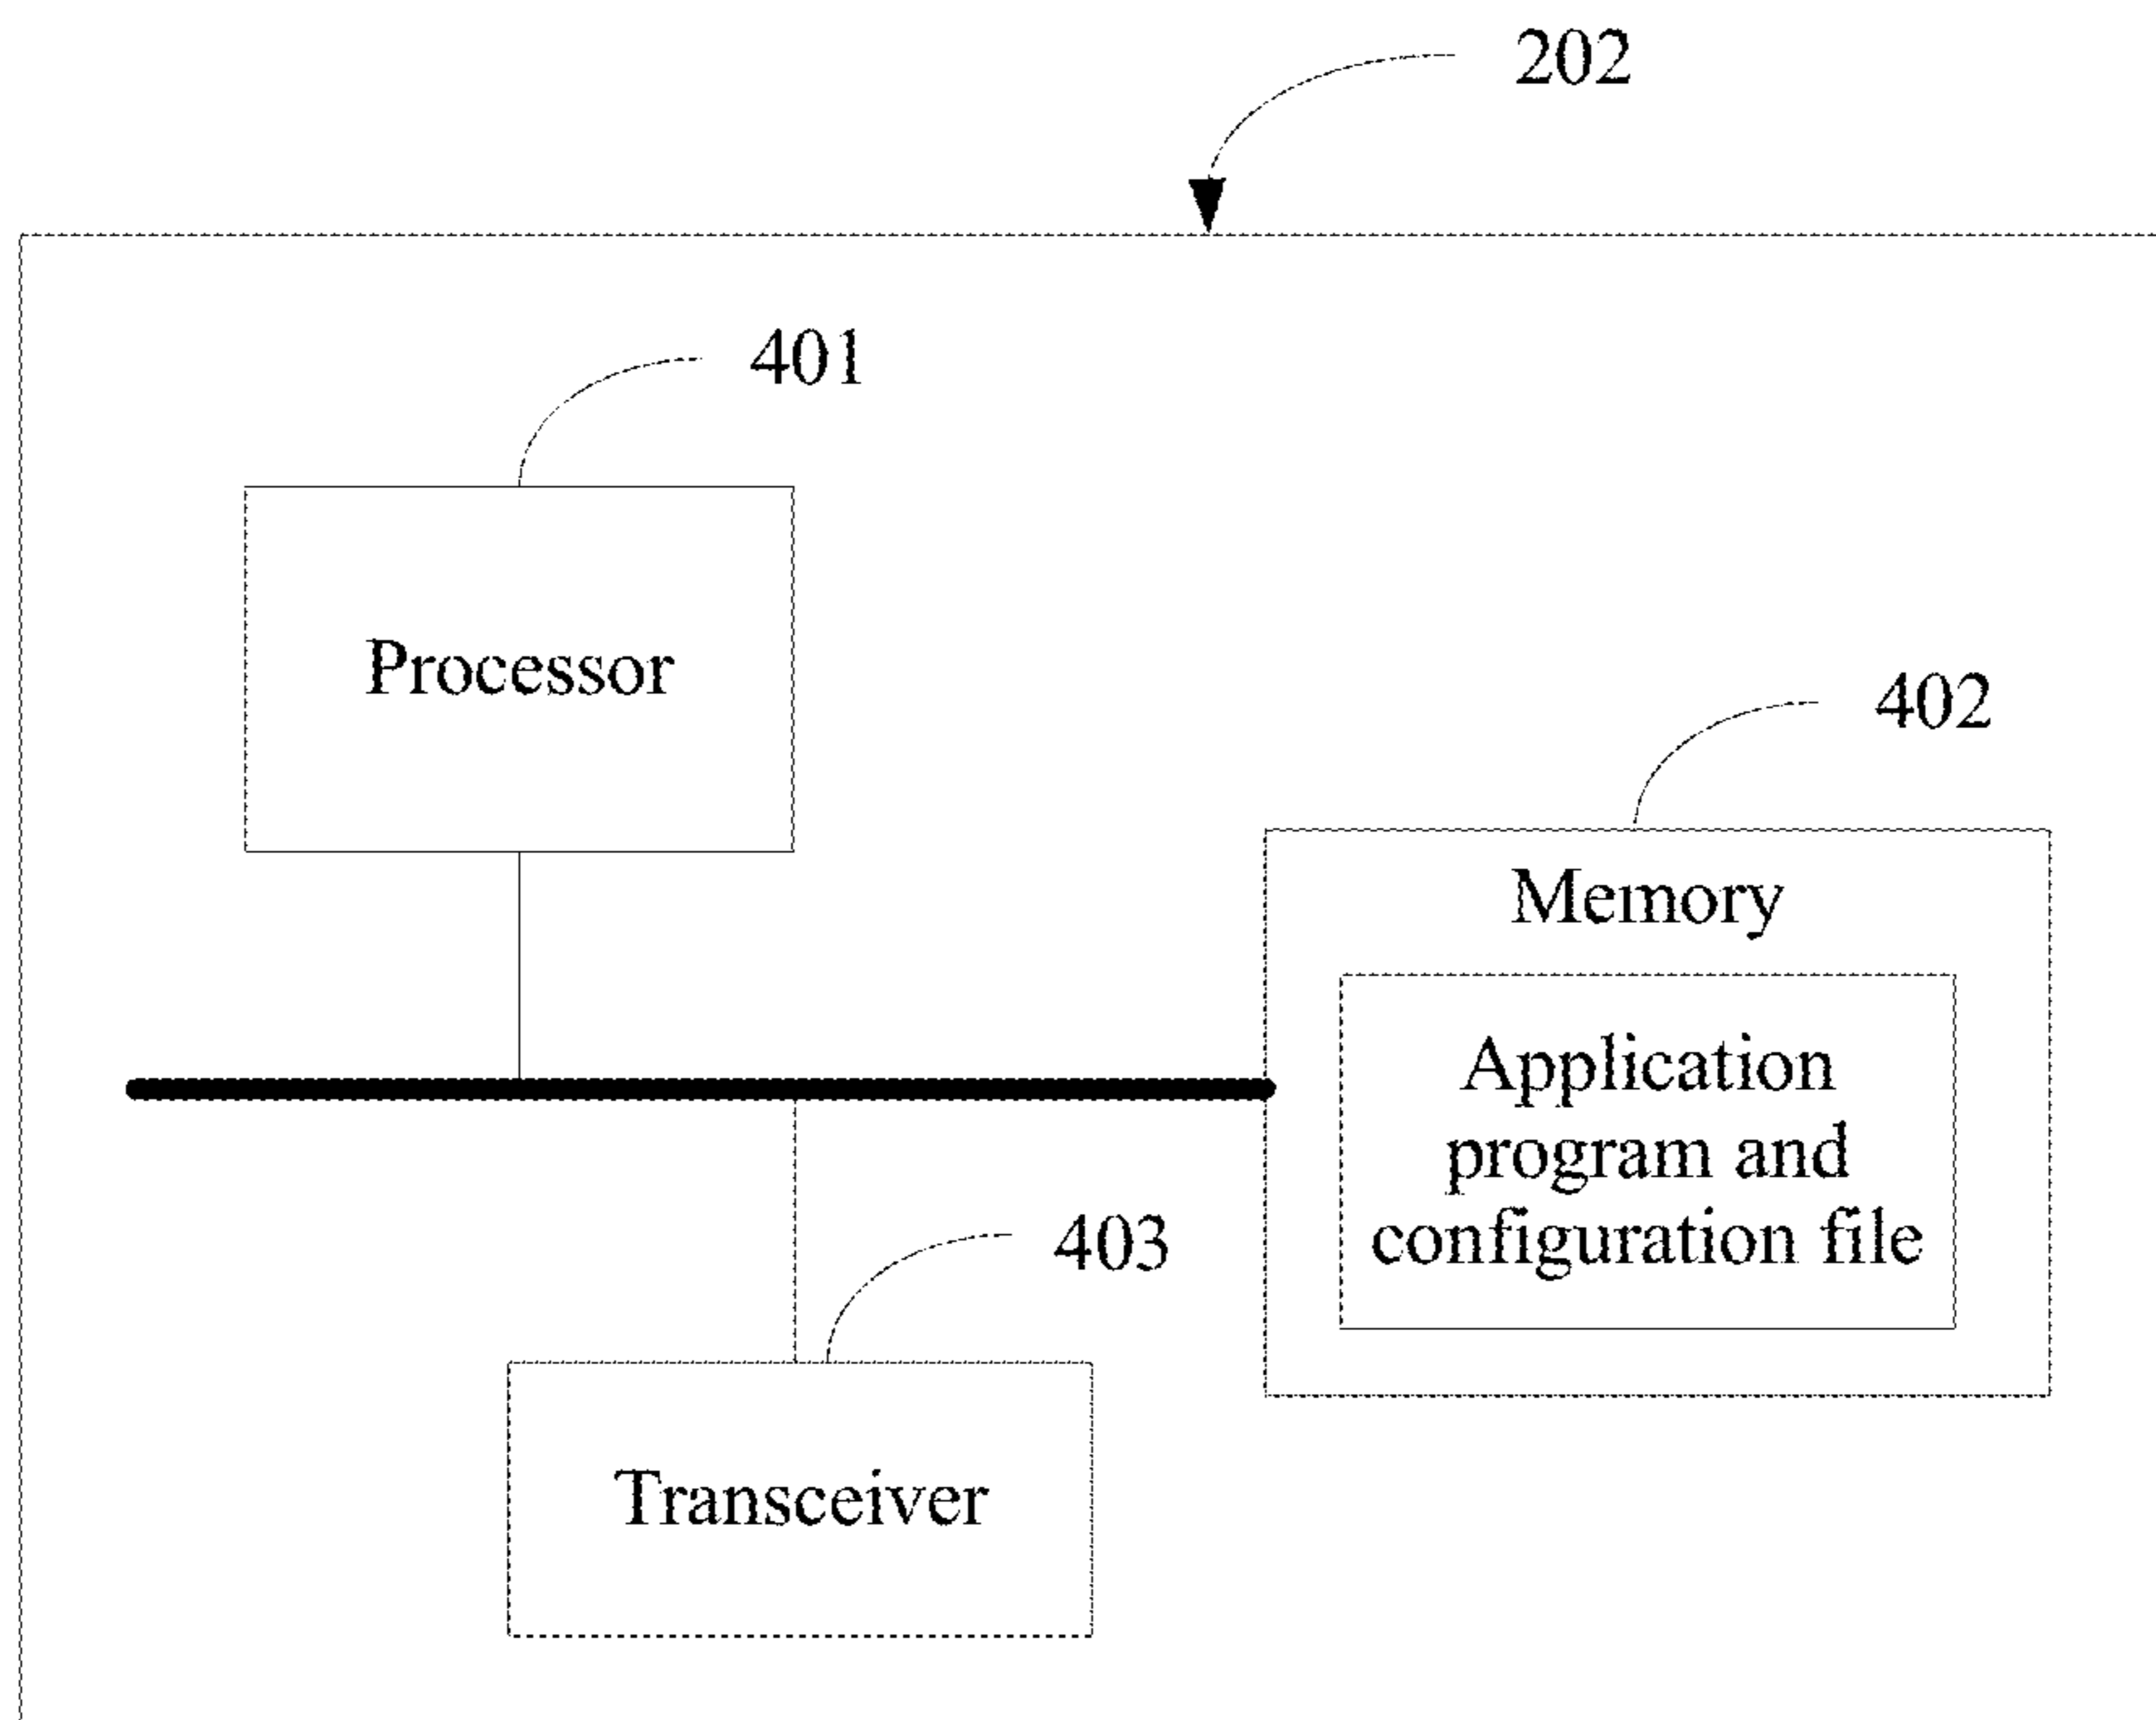 202
401
Processor
402
Memory
Application
program and
configuration file
403
Transceiver